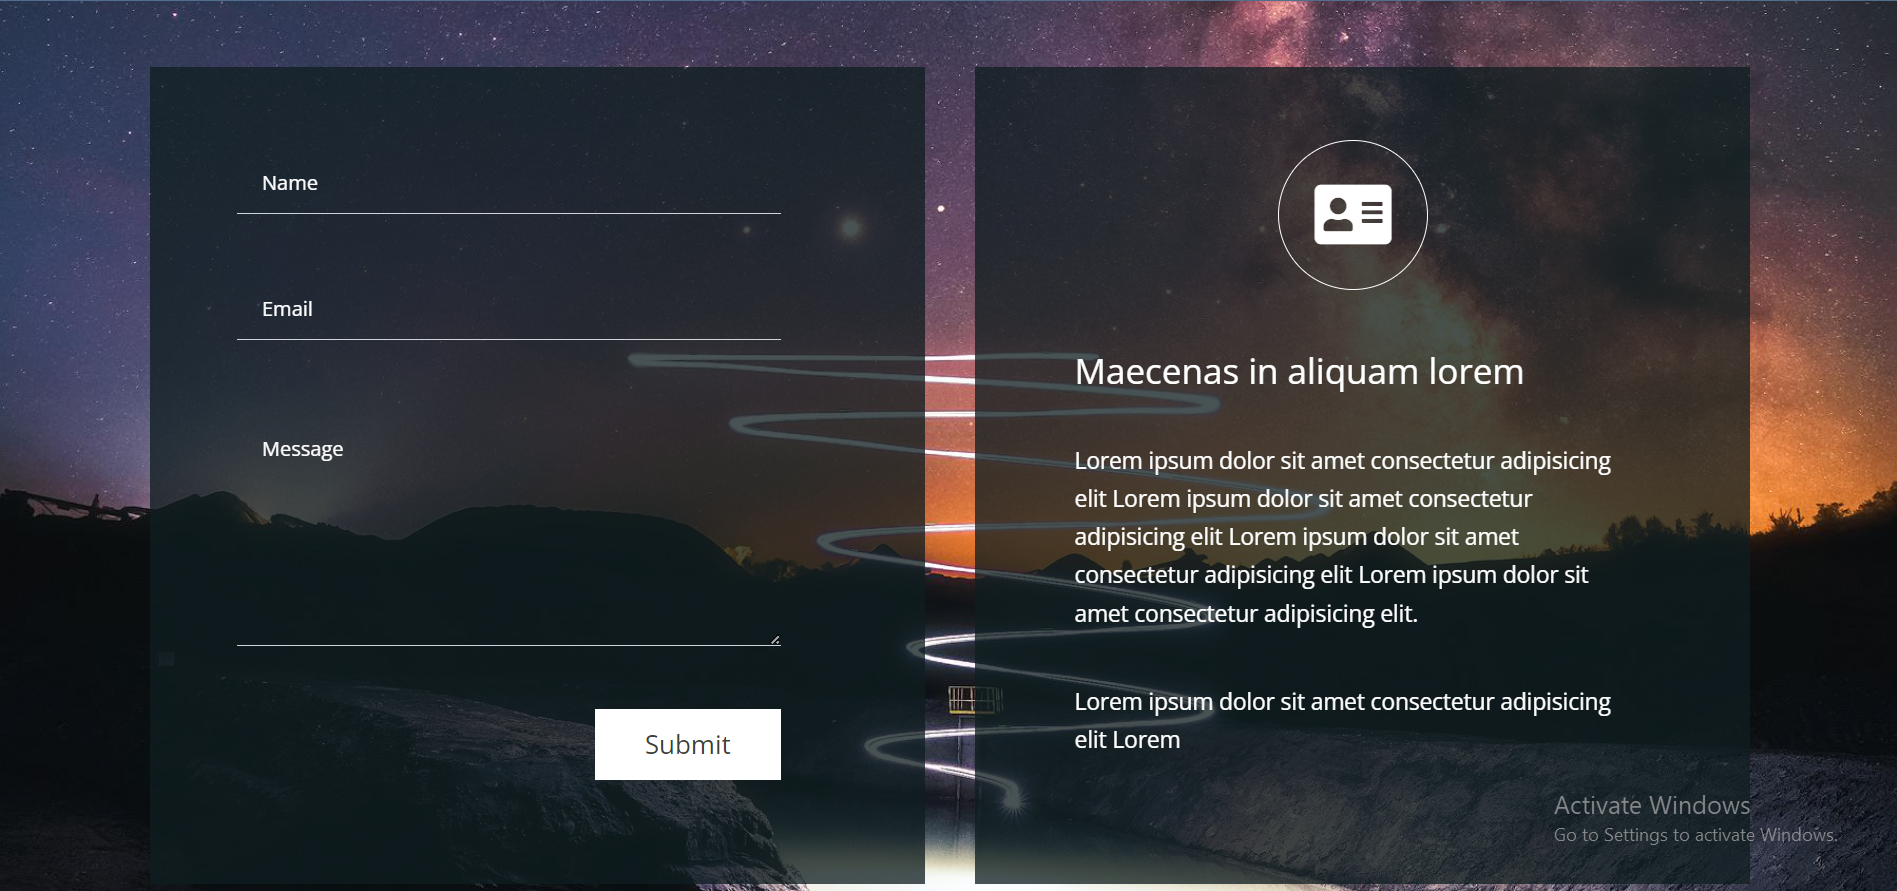 Name
Email
Message
Submit
Maecenas in aliquam lorem
Lorem ipsum dolor sit amet consectetur adipisicing
elit Lorem ipsum dolor sit amet consectetur
adipisicing elit Lorem ipsum dolor sit amet
consectetur adipisicing elit Lorem ipsum dolor sit
amet consectetur adipisicing elit.
Lorem ipsum dolor sit amet consectetur adipisicing
elit Lorem
Activate Windows
Go to Settings to activate Windows.